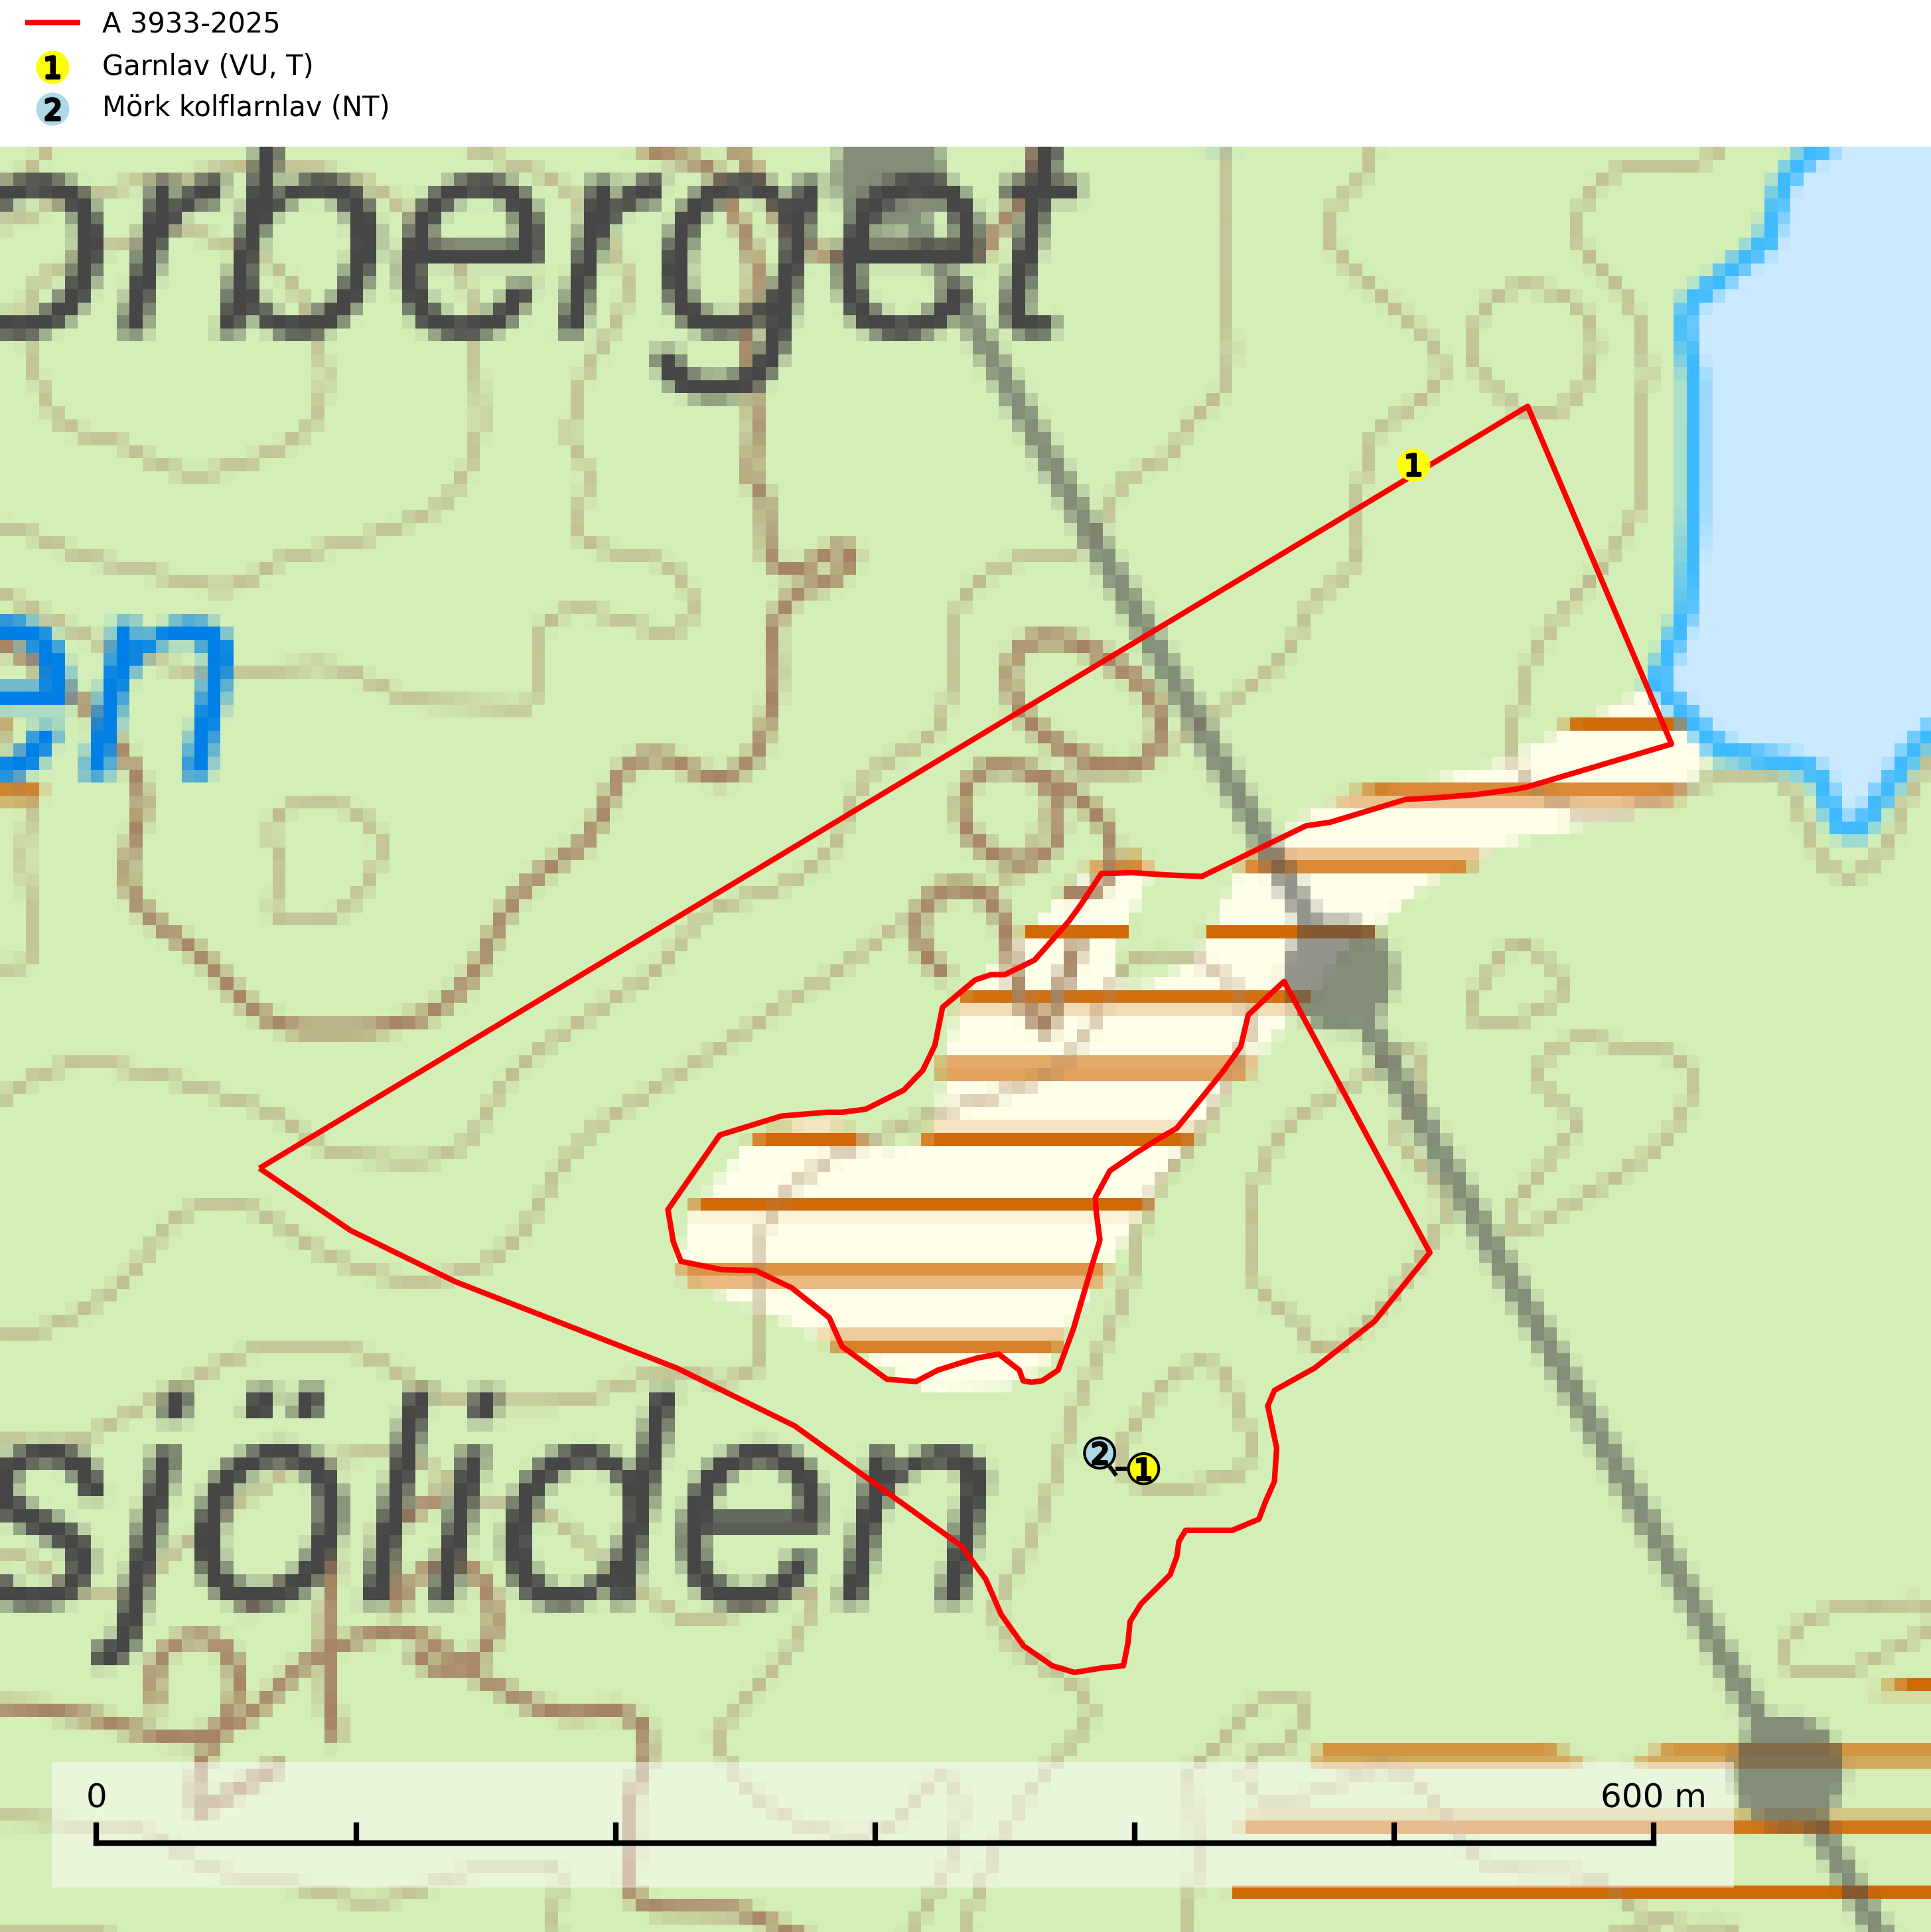 A 3933-2025
1 Garnlav (VU, T)
2 Mörk kolflarnlav (NT)
orberget
1
en
2 1
sjöliden
0 600 m